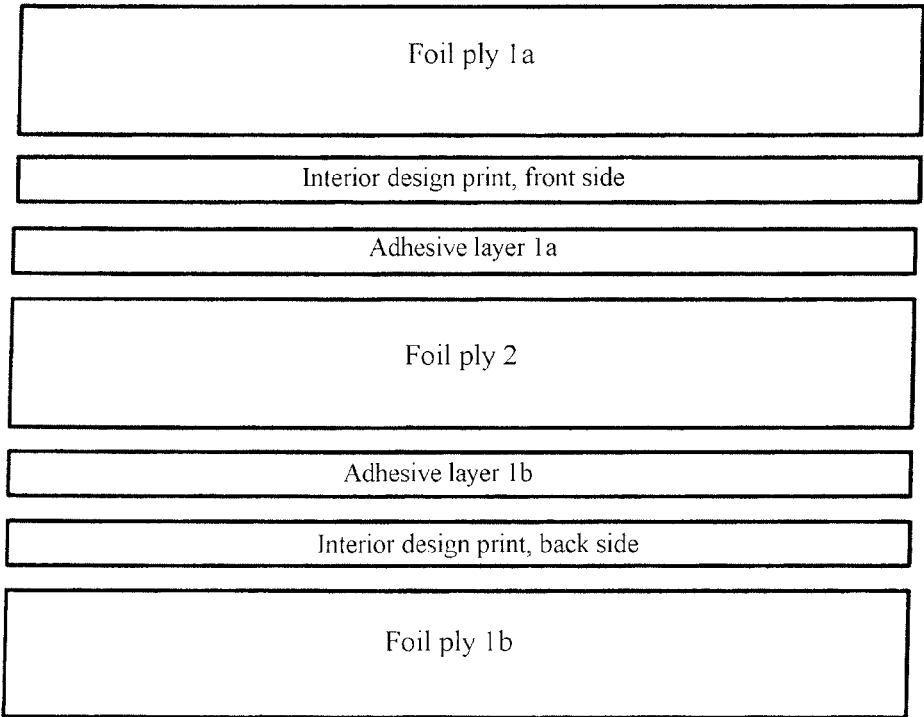 Foil ply 1a
Interior design print, front side
Adhesive layer 1a
Foil ply 2
Adhesive layer 1b
Interior design print, back side
Foil ply 1b